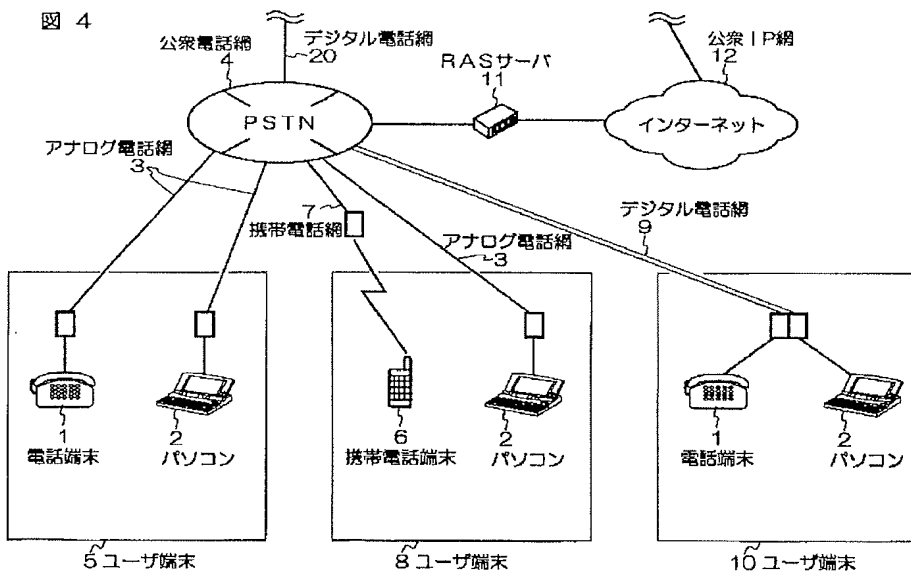 図 4
公衆電話網
4
デジタル電話網
20
RASサーバ
11
公衆IP網
12
PSTN
インターネット
アナログ電話網
3
7
携帯電話網
アナログ電話網
3
デジタル電話網
9
1
電話端末
2
パソコン
6
携帯電話端末
2
パソコン
1
電話端末
2
パソコン
5 ユーザ端末
8 ユーザ端末
10 ユーザ端末